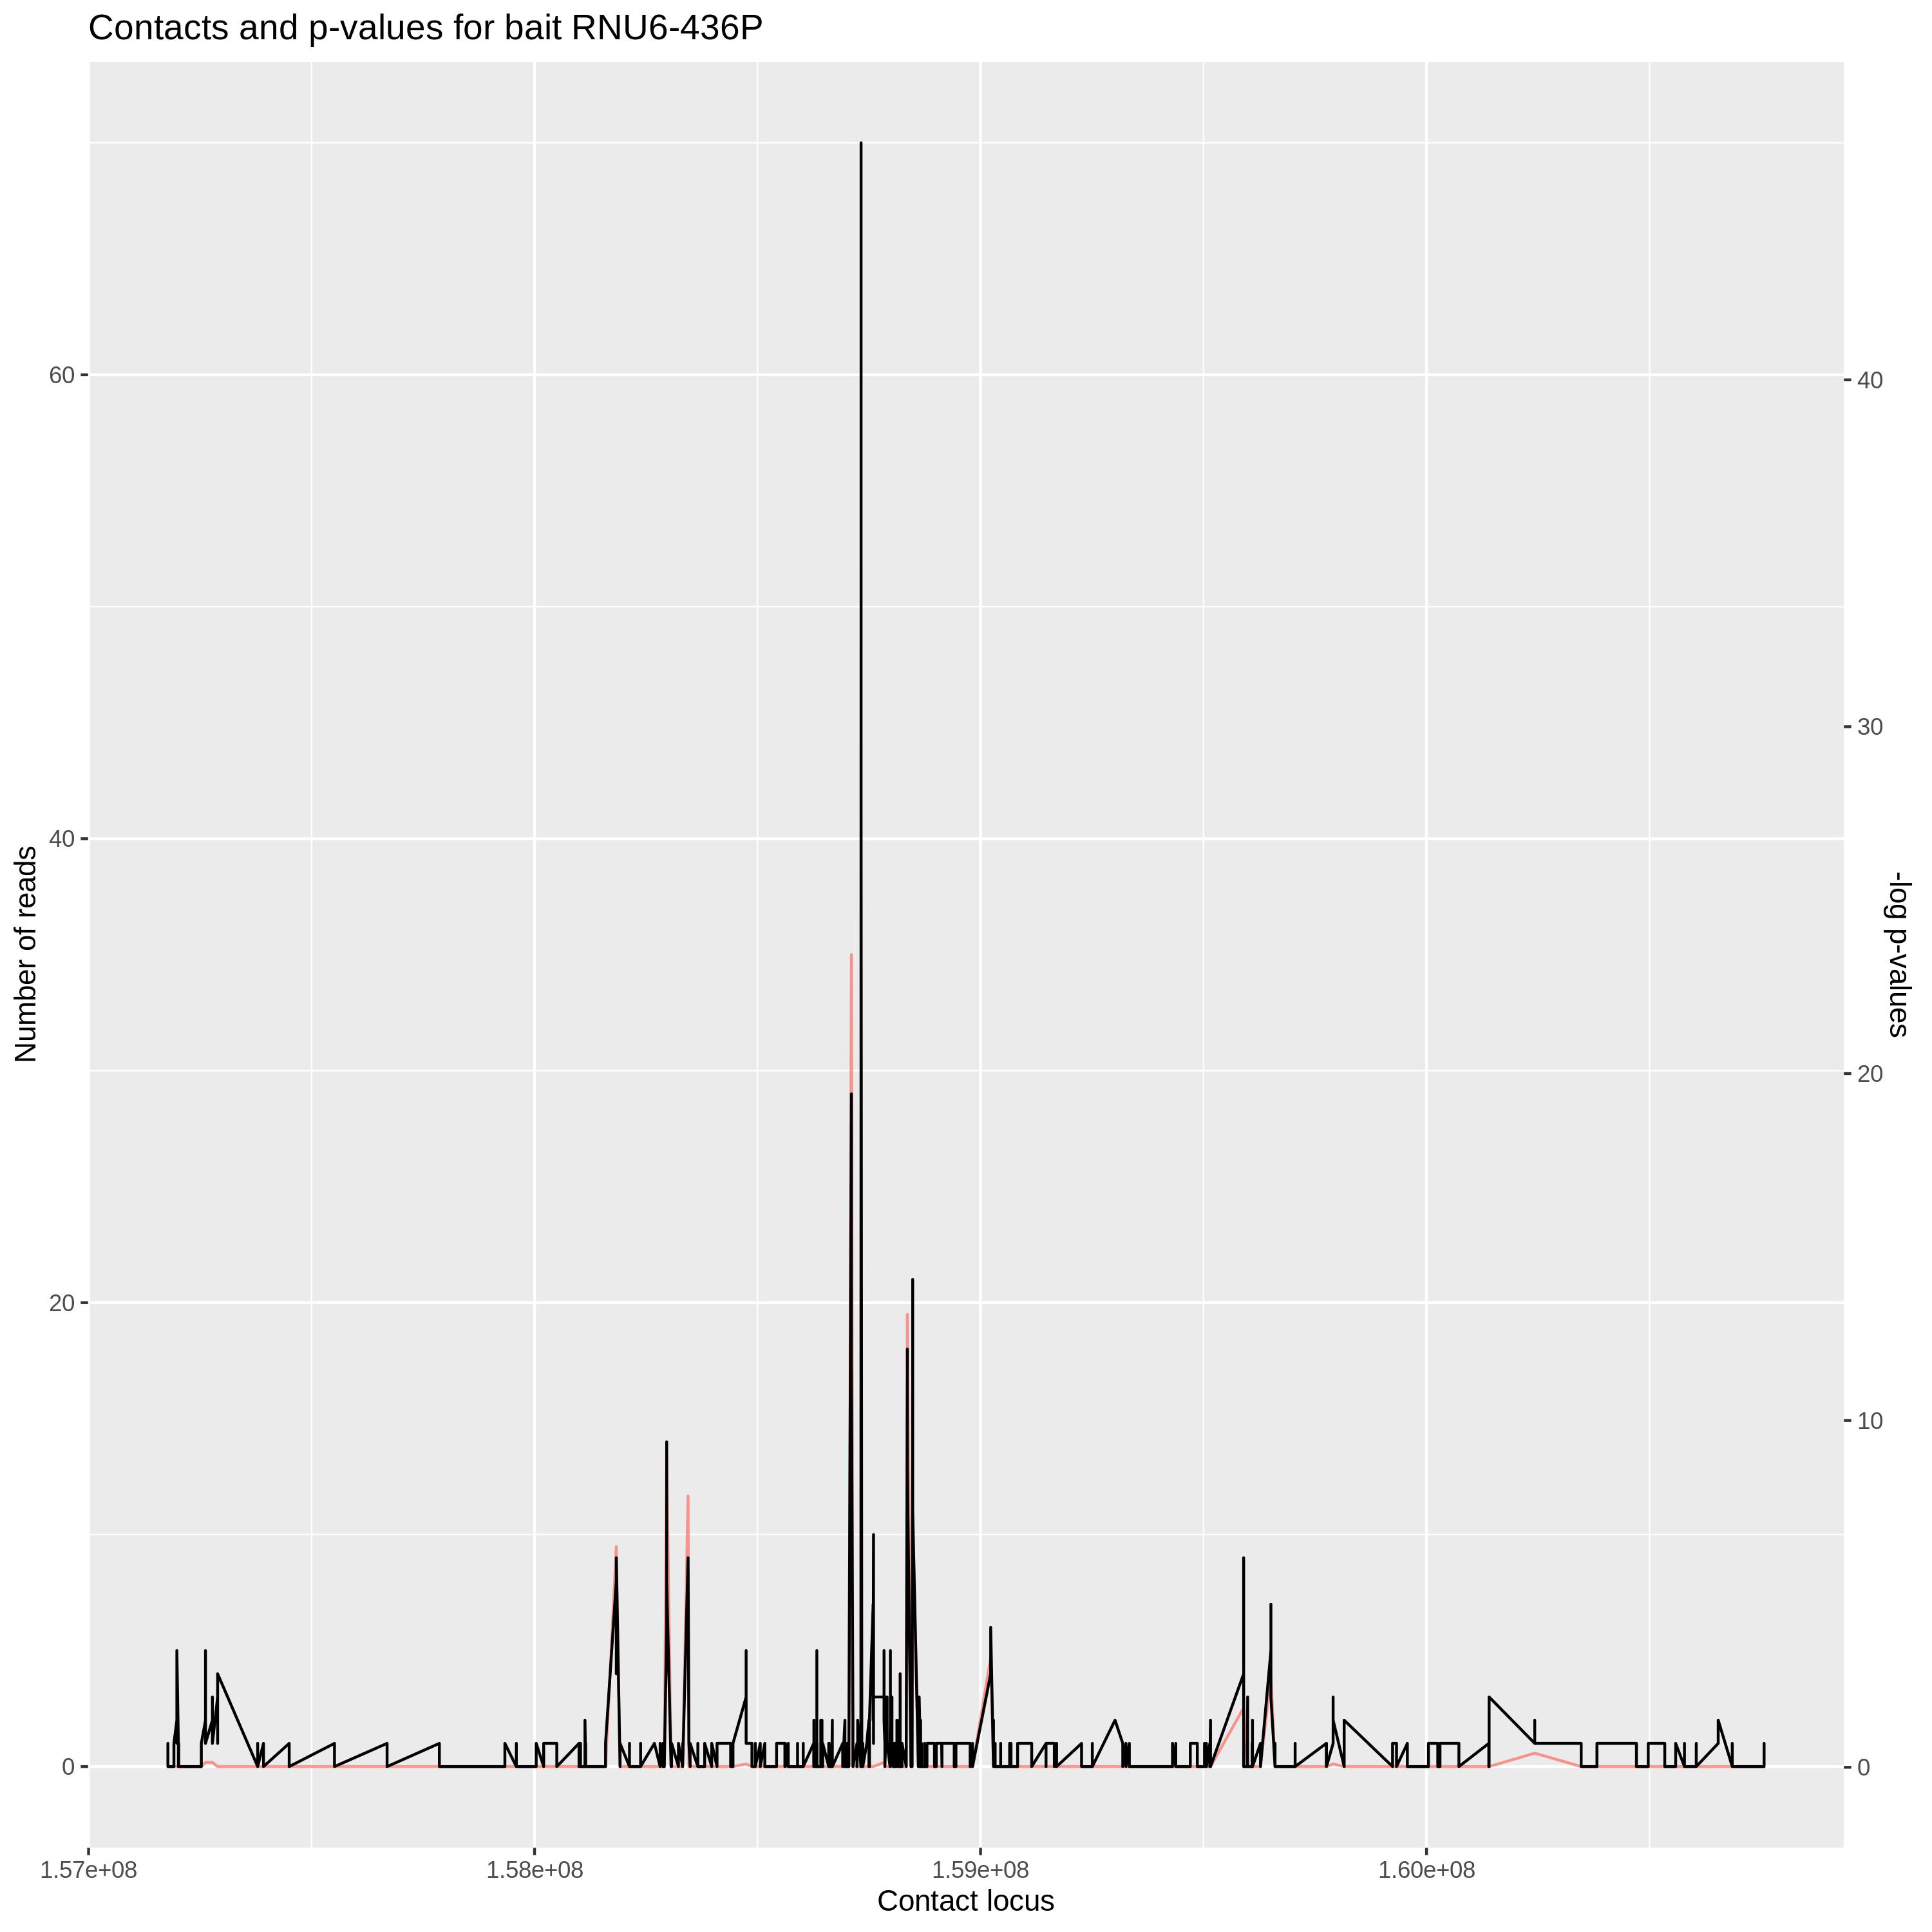 Contacts and p-values for bait RNU6-436P
60
40
20
0
Number of reads
40
30
20
10
0
-log p-values
1.57e+08
1.58e+08
1.59e+08
1.60e+08
Contact locus